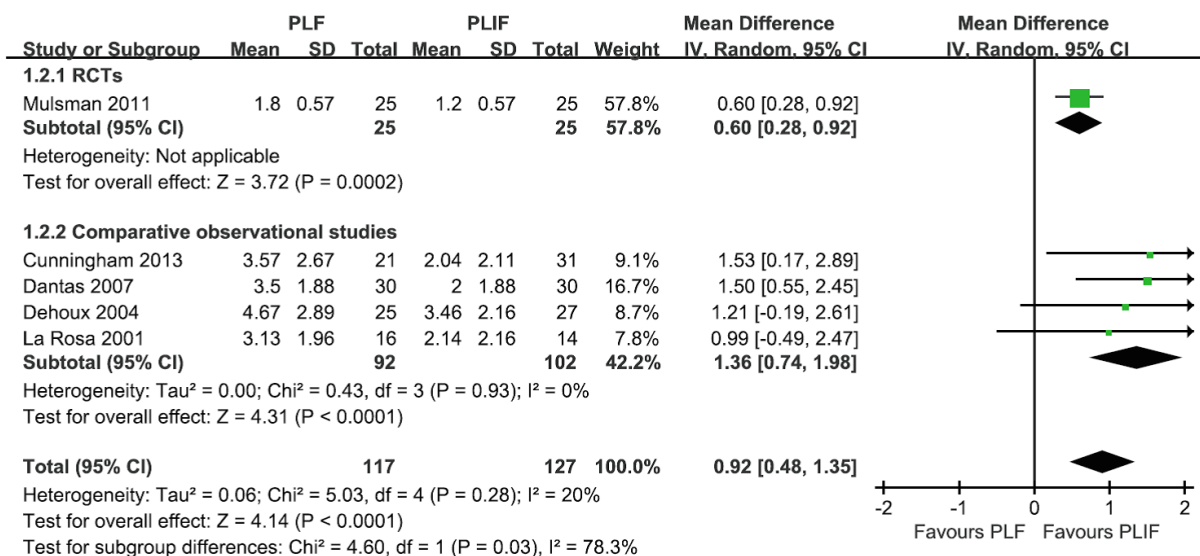 PLF PLIF Mean Difference Mean Difference
Study or Subgroup Mean SD Total Mean SD Total Weight IV, Random, 95% CI IV, Random, 95% CI
1.2.1 RCTs
Mulsman 2011 1.8 0.57 25 1.2 0.57 25 57.8% 0.60 [0.28, 0.92]
Subtotal (95% CI) 25 25 57.8% 0.60 [0.28, 0.92]
Heterogeneity: Not applicable
Test for overall effect: Z = 3.72 (P = 0.0002)
1.2.2 Comparative observational studies
Cunningham 2013 3.57 2.67 21 2.04 2.11 31 9.1% 1.53 [0.17, 2.89]
Dantas 2007 3.5 1.88 30 2 1.88 30 16.7% 1.50 [0.55, 2.45]
Dehoux 2004 4.67 2.89 25 3.46 2.16 27 8.7% 1.21 [-0.19, 2.61]
La Rosa 2001 3.13 1.96 16 2.14 2.16 14 7.8% 0.99 [-0.49, 2.47]
Subtotal (95% CI) 92 102 42.2% 1.36 [0.74, 1.98]
Heterogeneity: Tau² = 0.00; Chi² = 0.43, df = 3 (P = 0.93); I² = 0%
Test for overall effect: Z = 4.31 (P < 0.0001)
Total (95% CI) 117 127 100.0% 0.92 [0.48, 1.35]
Heterogeneity: Tau² = 0.06; Chi² = 5.03, df = 4 (P = 0.28); I² = 20%
-2 -1 0 1 2
Test for overall effect: Z = 4.14 (P < 0.0001)
Favours PLF Favours PLIF
Test for subgroup differences: Chi² = 4.60, df = 1 (P = 0.03), I² = 78.3%